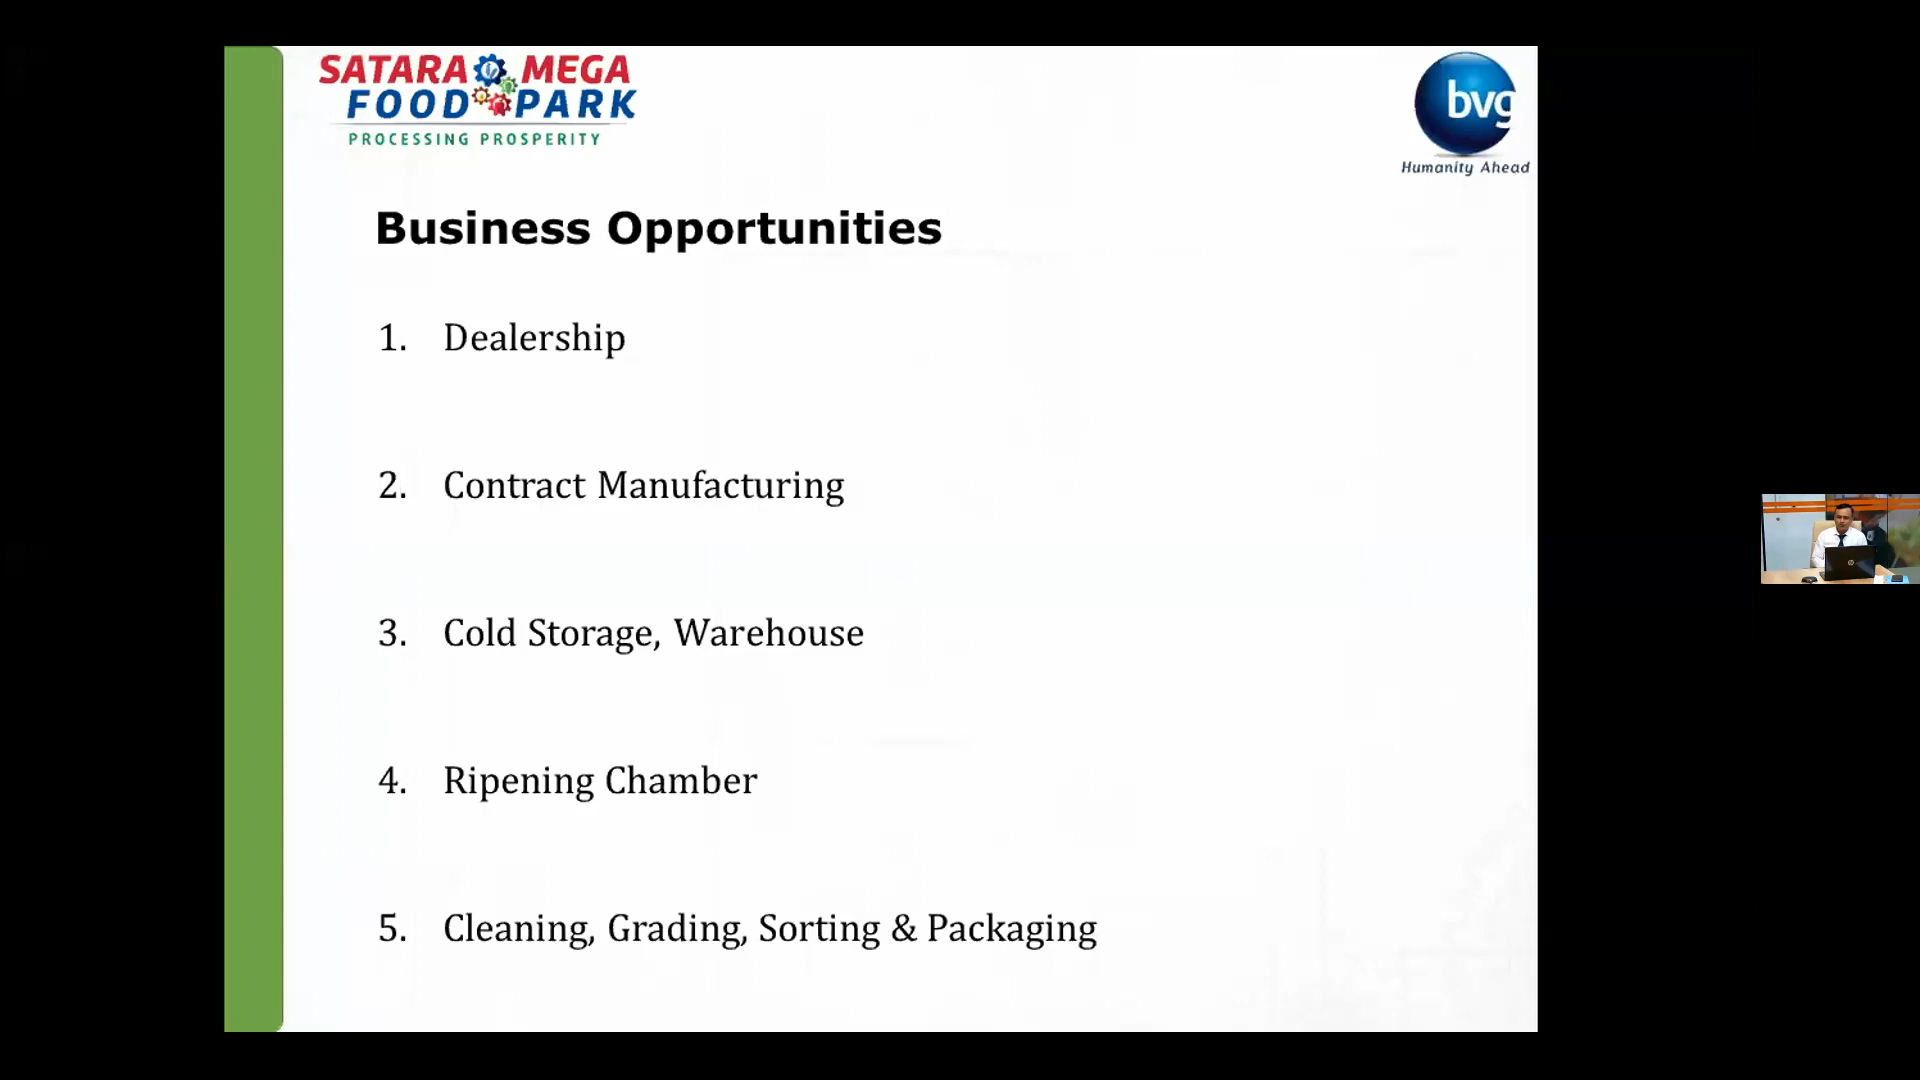 SATARA MEGA
FOOD PARK
PROCESSING PROSPERITY
bvg
Humanity Ahead
Business Opportunities
1. Dealership
2. Contract Manufacturing
3. Cold Storage, Warehouse
4. Ripening Chamber
5. Cleaning, Grading, Sorting & Packaging
hp